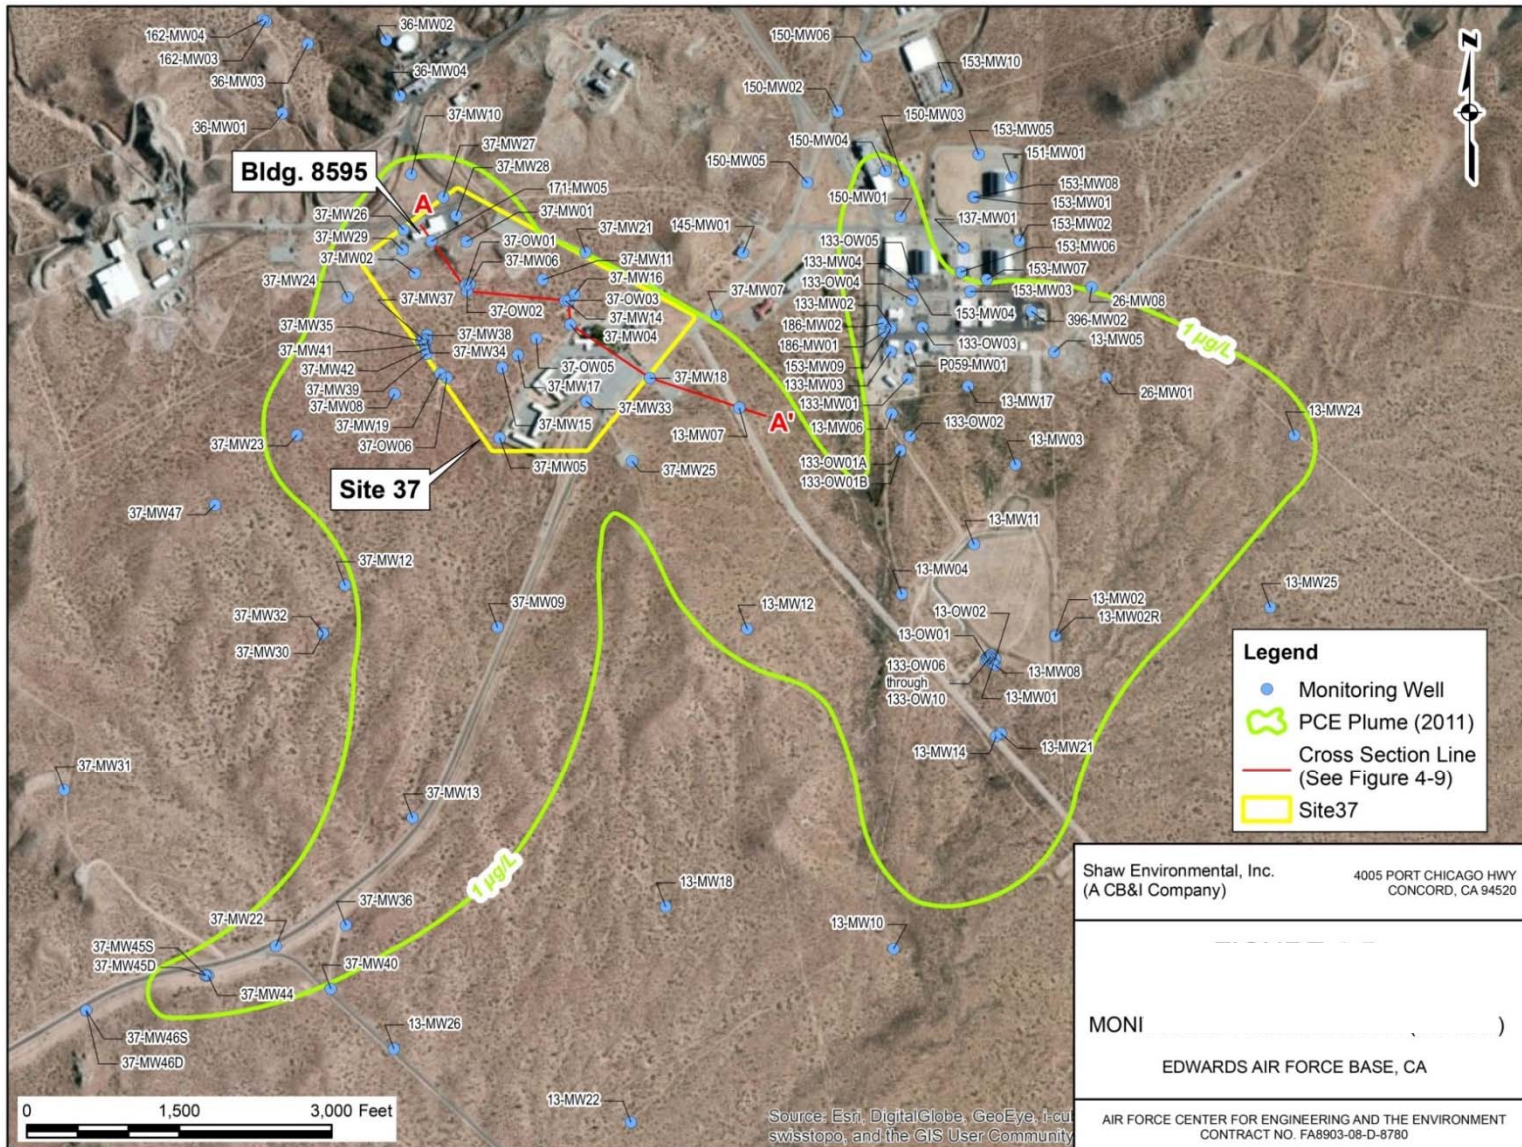 162-MW04
162-MW03
36-MW03
36-MW01
36-MW02
36-MW04
37-MW10
37-MW27
37-MW28
171-MW05
37-MW01
37-OW01
37-MW06
37-MW21
37-MW11
37-MW16
37-OW03
37-MW14
37-MW04
37-MW07
145-MW01
Bldg. 8595
A
37-MW26
37-MW29
37-MW02
37-MW24
37-MW37
37-OW02
37-MW35
37-MW38
37-MW41
37-MW34
37-MW42
37-MW39
37-MW08
37-MW19
37-OW06
37-MW23
37-OW05
37-MW17
37-MW33
37-MW15
37-MW18
13-MW07
A'
37-MW05
37-MW25
Site 37
37-MW47
37-MW12
37-MW32
37-MW30
37-MW09
37-MW31
37-MW13
37-MW36
37-MW22
37-MW45S
37-MW45D
37-MW44
37-MW40
37-MW46S
37-MW46D
13-MW26
13-MW22
13-MW18
13-MW10
13-MW12
1 µg/L
150-MW06
150-MW02
150-MW04
150-MW05
150-MW01
150-MW03
153-MW10
153-MW05
151-MW01
153-MW08
153-MW01
153-MW02
137-MW01
153-MW06
153-MW07
153-MW03
153-MW04
133-OW05
133-MW04
133-OW04
133-MW02
186-MW02
186-MW01
153-MW09
133-MW03
133-MW01
13-MW06
133-OW01A
133-OW01B
133-OW02
133-OW03
P059-MW01
396-MW02
13-MW05
26-MW08
26-MW01
13-MW17
13-MW03
13-MW24
1 µg/L
13-MW11
13-MW04
13-OW02
13-OW01
133-OW06
through
133-OW10
13-MW02
13-MW02R
13-MW08
13-MW01
13-MW14
13-MW21
13-MW25
N
Legend
Monitoring Well
PCE Plume (2011)
Cross Section Line
(See Figure 4-9)
Site37
Shaw Environmental, Inc.
(A CB&I Company)
4005 PORT CHICAGO HWY
CONCORD, CA 94520
MONI )
EDWARDS AIR FORCE BASE, CA
AIR FORCE CENTER FOR ENGINEERING AND THE ENVIRONMENT
CONTRACT NO. FA8903-08-D-8780
0 1,500 3,000 Feet
Source: Esri, DigitalGlobe, GeoEye, i-cu
swisstopo, and the GIS User Community